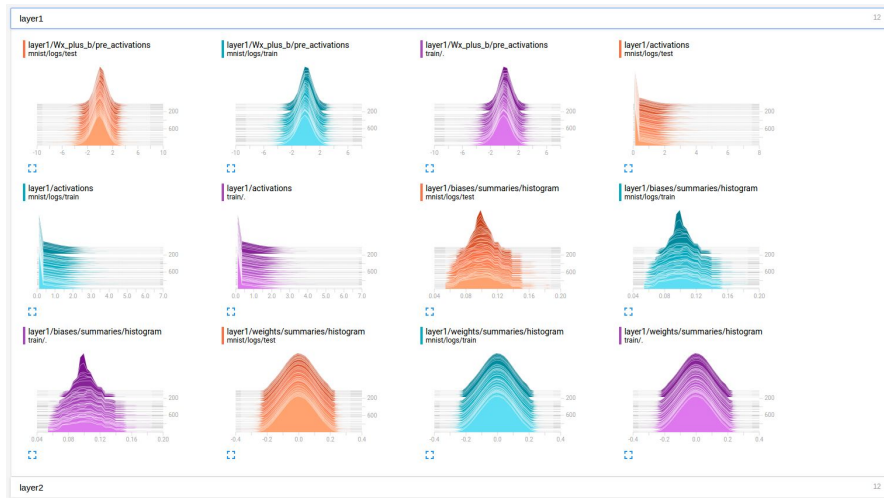 layer1
12
layer1/Wx_plus_b/pre_activations
mnist/logs/test
200
600
-10 -6 -2 2 6 10
layer1/Wx_plus_b/pre_activations
mnist/logs/train
200
600
-10 -6 -2 2 6
layer1/Wx_plus_b/pre_activations
train/.
200
600
-10 -6 -2 2 6
layer1/activations
mnist/logs/test
200
600
0 2 4 6 8
layer1/activations
mnist/logs/train
200
600
0.0 1.0 2.0 3.0 4.0 5.0 6.0 7.0
layer1/activations
train/.
200
600
0.0 1.0 2.0 3.0 4.0 5.0 6.0 7.0
layer1/biases/summaries/histogram
mnist/logs/test
200
600
0.04 0.08 0.12 0.16 0.20
layer1/biases/summaries/histogram
mnist/logs/train
200
600
0.04 0.08 0.12 0.16 0.20
layer1/biases/summaries/histogram
train/.
200
600
0.04 0.08 0.12 0.16 0.20
layer1/weights/summaries/histogram
mnist/logs/test
200
600
-0.4 -0.2 0.0 0.2 0.4
layer1/weights/summaries/histogram
mnist/logs/train
200
600
-0.4 -0.2 0.0 0.2 0.4
layer1/weights/summaries/histogram
train/.
200
600
-0.4 -0.2 0.0 0.2 0.4
layer2
12